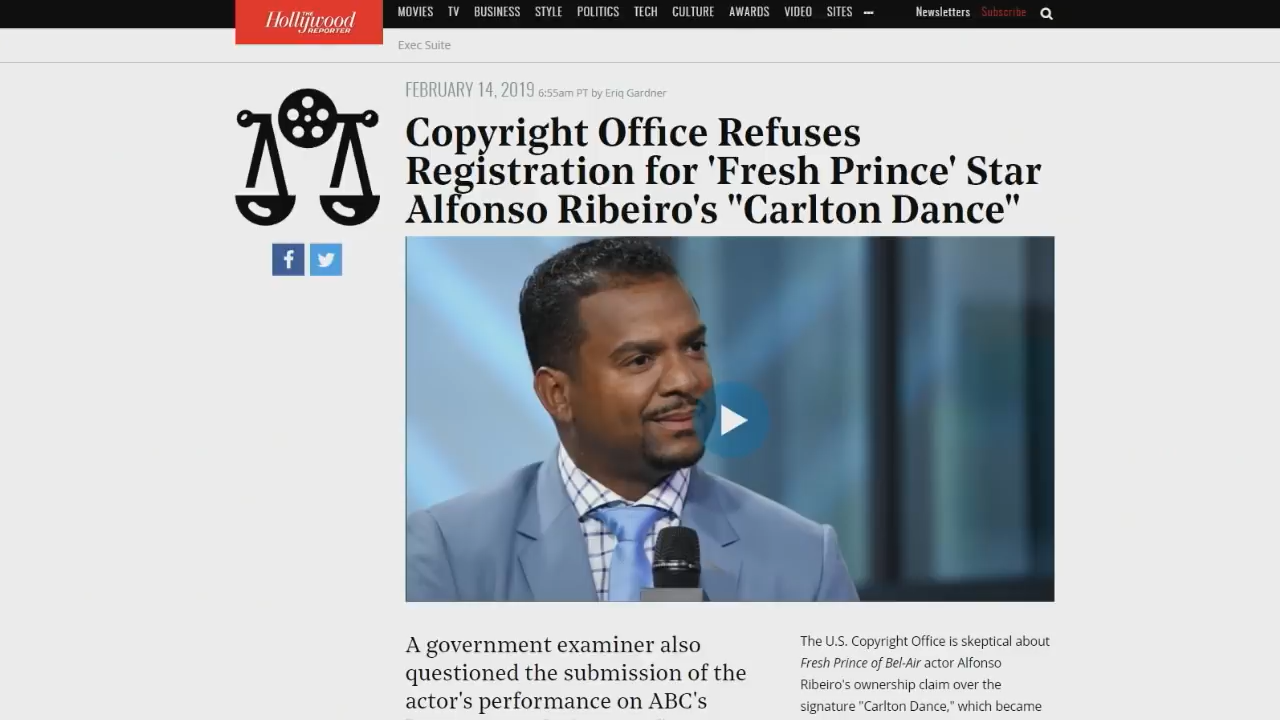 THE
Hollywood
REPORTER
MOVIES TV BUSINESS STYLE POLITICS TECH CULTURE AWARDS VIDEO SITES
Newsletters Subscribe
Exec Suite
FEBRUARY 14, 2019 6:55am PT by Eriq Gardner
Copyright Office Refuses
Registration for 'Fresh Prince' Star
Alfonso Ribeiro's "Carlton Dance"
A government examiner also
questioned the submission of the
actor's performance on ABC's
The U.S. Copyright Office is skeptical about
Fresh Prince of Bel-Air actor Alfonso
Ribeiro's ownership claim over the
signature "Carlton Dance," which became